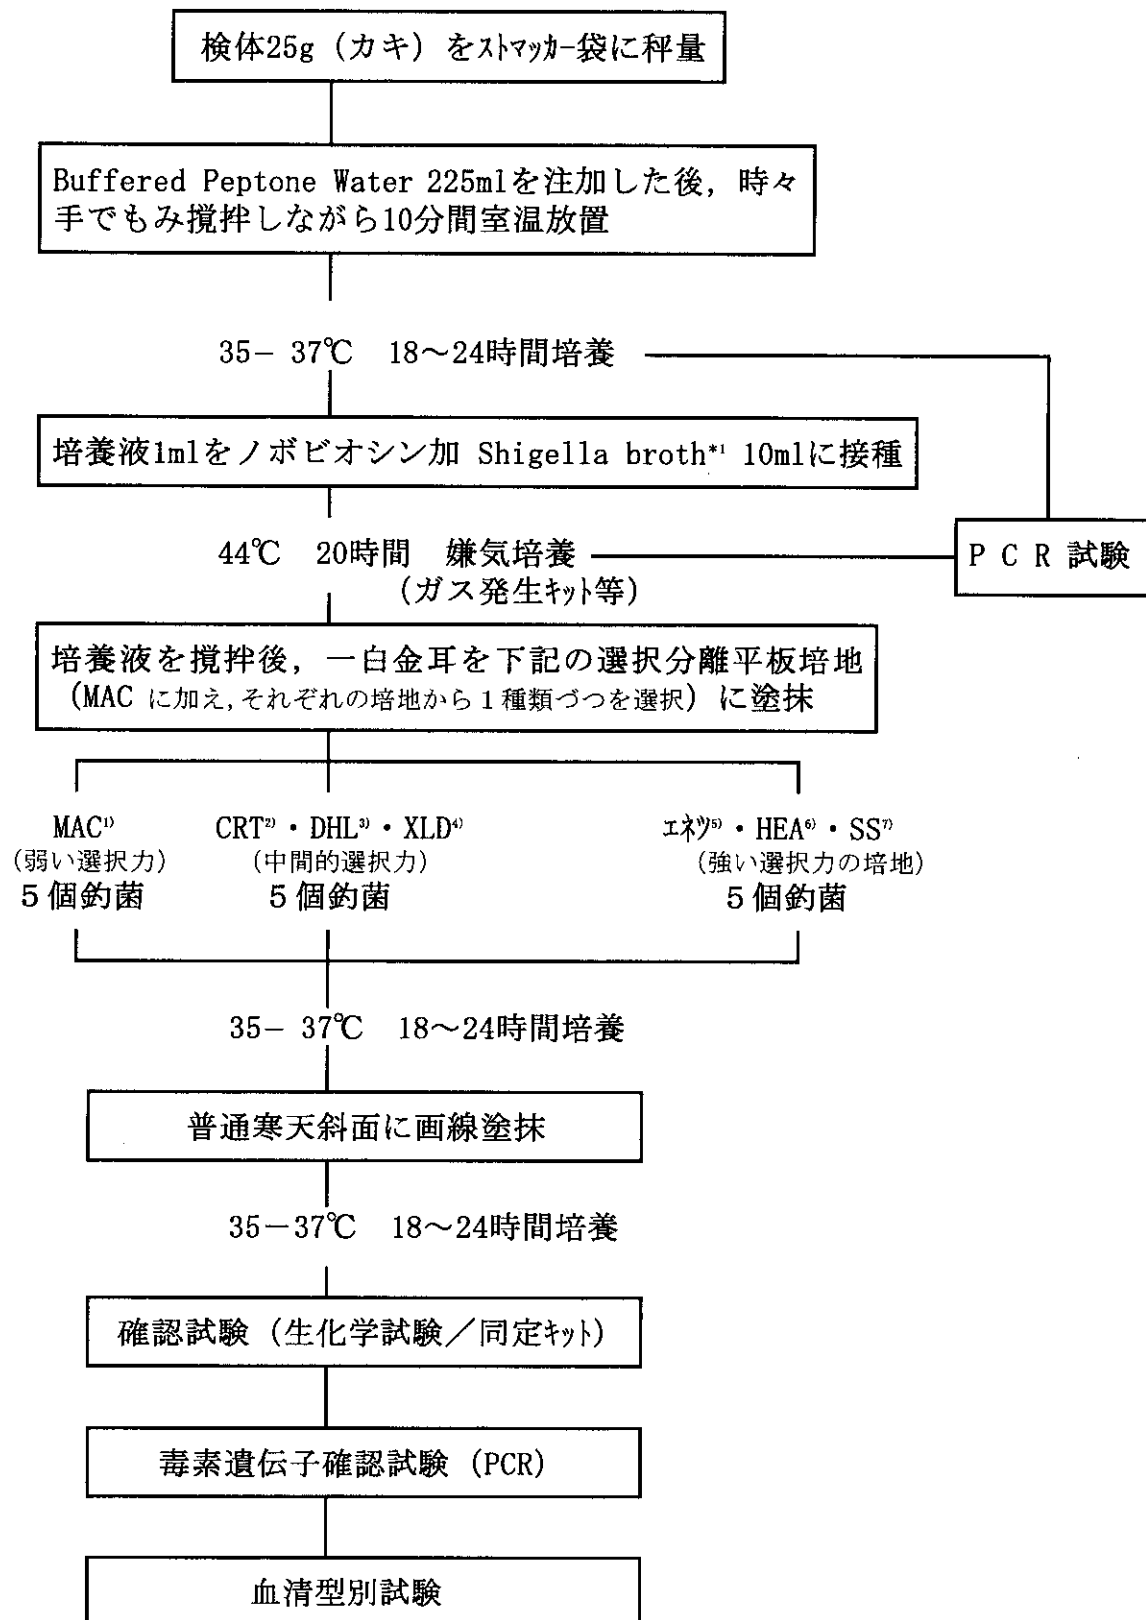 検体25g (カキ) をストマッカー袋に秤量
Buffered Peptone Water 225mlを注加した後, 時々
手でもみ撹拌しながら10分間室温放置
35− 37℃ 18〜24時間培養
培養液1mlをノボビオシン加 Shigella broth*1 10mlに接種
44℃ 20時間 嫌気培養
(ガス発生キット等)
ＰＣＲ試験
培養液を撹拌後, 一白金耳を下記の選択分離平板培地
(MAC に加え, それぞれの培地から１種類づつを選択) に塗抹
MAC1) CRT2)・DHL3)・XLD4) エネツ5)・HEA6)・SS7)
(弱い選択力) (中間的選択力) (強い選択力の培地)
５個釣菌 ５個釣菌 ５個釣菌
35− 37℃ 18〜24時間培養
普通寒天斜面に画線塗抹
35−37℃ 18〜24時間培養
確認試験 (生化学試験／同定キット)
毒素遺伝子確認試験 (PCR)
血清型別試験